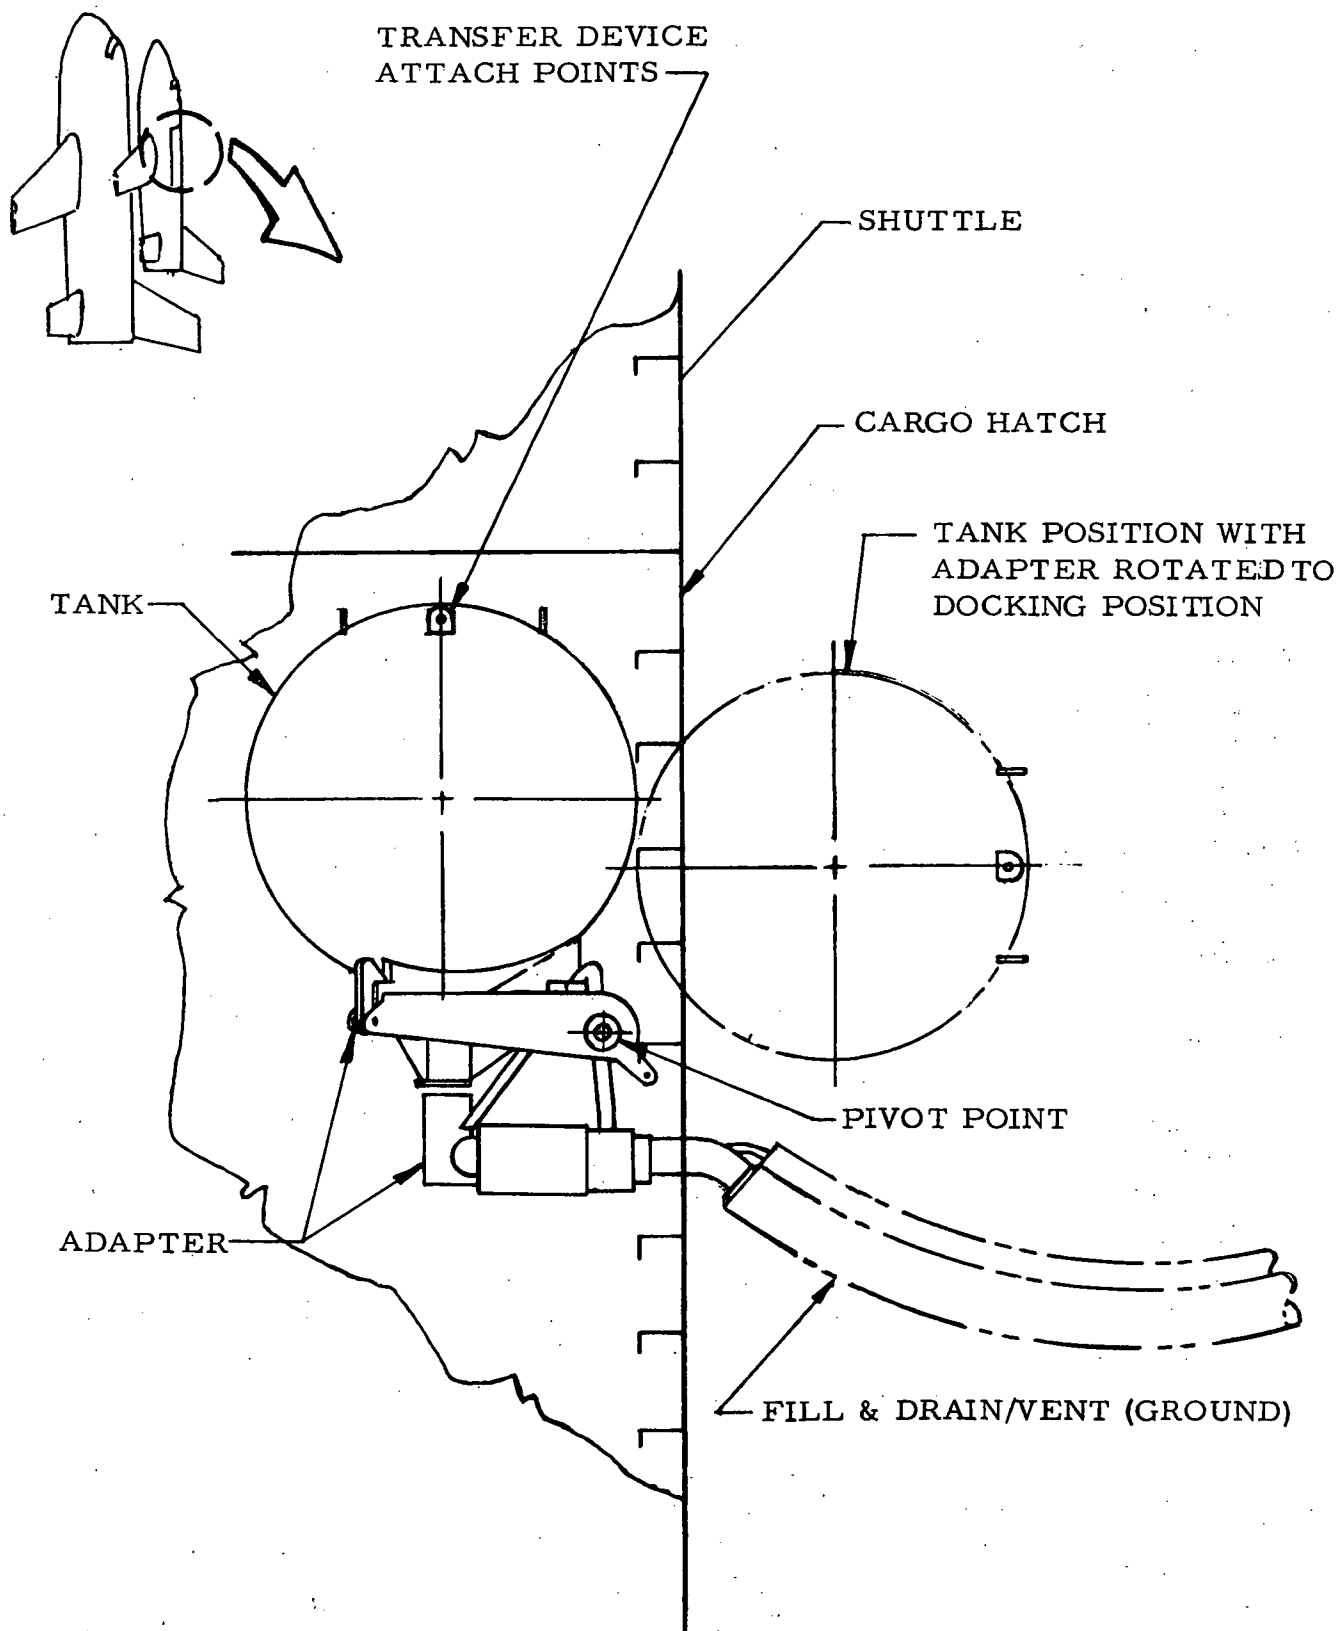 TRANSFER DEVICE
ATTACH POINTS
SHUTTLE
CARGO HATCH
TANK POSITION WITH
ADAPTER ROTATED TO
DOCKING POSITION
TANK
PIVOT POINT
ADAPTER
FILL & DRAIN/VENT (GROUND)